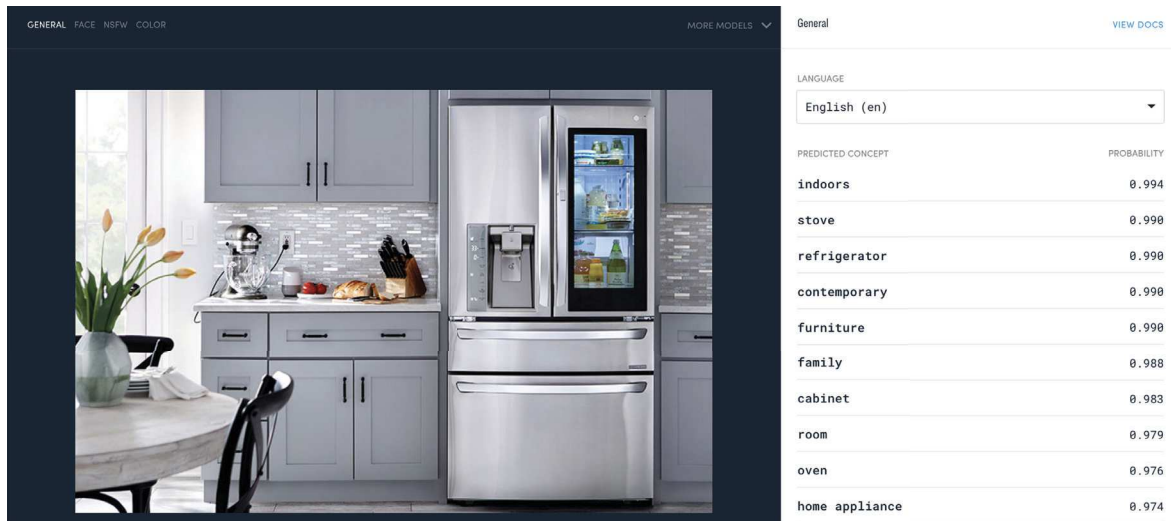 GENERAL FACE NSFW COLOR
MORE MODELS
General
VIEW DOCS
LANGUAGE
English (en)
PREDICTED CONCEPT PROBABILITY
indoors 0.994
stove 0.990
refrigerator 0.990
contemporary 0.990
furniture 0.990
family 0.988
cabinet 0.983
room 0.979
oven 0.976
home appliance 0.974